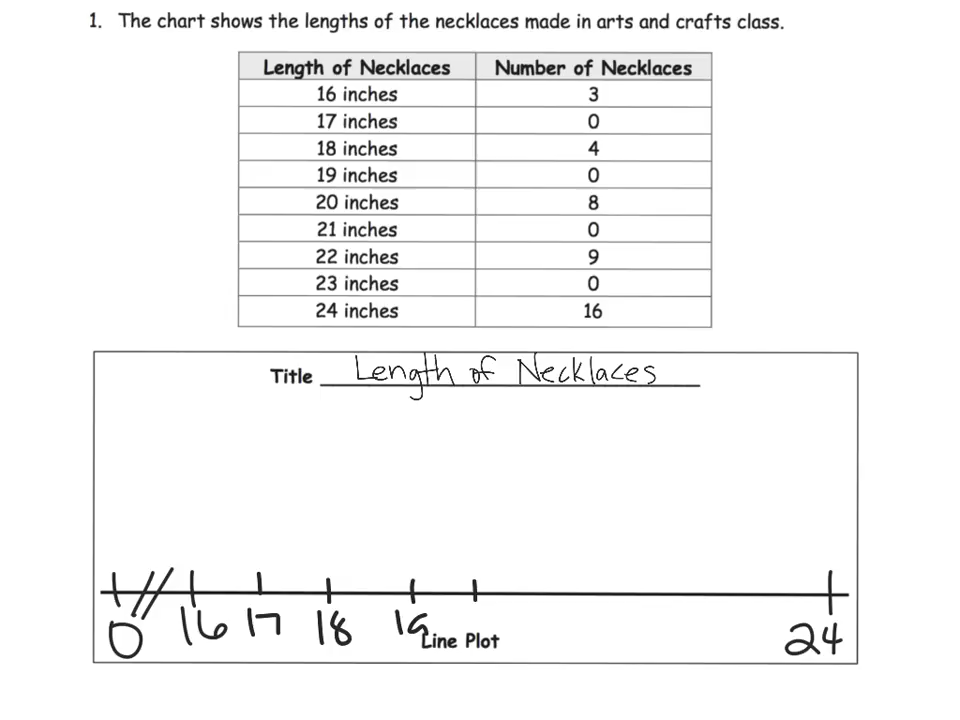 1. The chart shows the lengths of the necklaces made in arts and crafts class.
Length of Necklaces Number of Necklaces
16 inches 3
17 inches 0
18 inches 4
19 inches 0
20 inches 8
21 inches 0
22 inches 9
23 inches 0
24 inches 16
Title Length of Necklaces
0 16 17 18 19 24
Line Plot